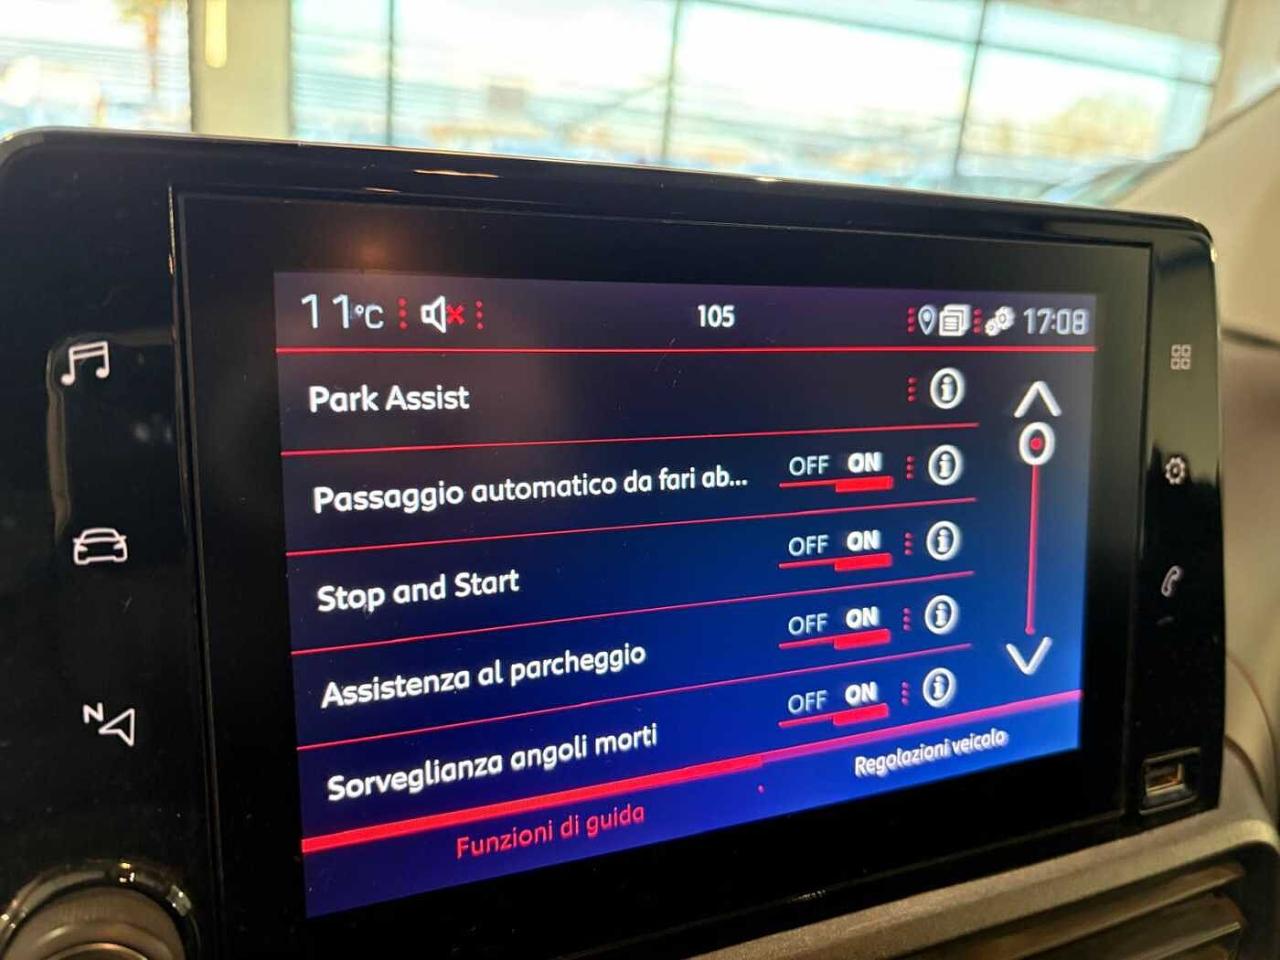 11°C
105
17:08
Park Assist
Passaggio automatico da fari ab... OFF ON
Stop and Start OFF ON
Assistenza al parcheggio OFF ON
Sorveglianza angoli morti OFF ON
Funzioni di guida
Regolazioni veicolo
N